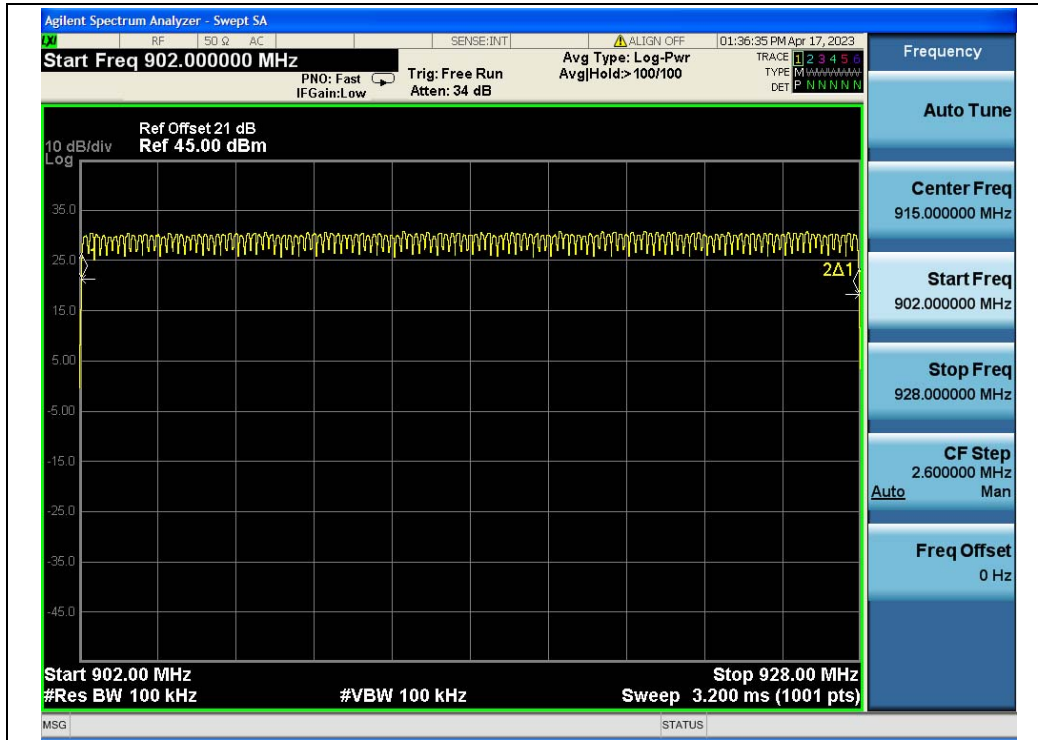 Agilent Spectrum Analyzer - Swept SA
LXI RF 50 Ω AC SENSE:INT ALIGN OFF 01:36:35 PM Apr 17, 2023
Start Freq 902.000000 MHz
PNO: Fast
IFGain:Low
Trig: Free Run
Atten: 34 dB
Avg Type: Log-Pwr
Avg|Hold:>100/100
TRACE 1 2 3 4 5 6
TYPE M
DET P N N N N N
Ref Offset 21 dB
10 dB/div Ref 45.00 dBm
Log
35.0
25.0
15.0
5.00
-5.00
-15.0
-25.0
-35.0
-45.0
2Δ1
Start 902.00 MHz Stop 928.00 MHz
#Res BW 100 kHz #VBW 100 kHz Sweep 3.200 ms (1001 pts)
MSG STATUS
Frequency
Auto Tune
Center Freq
915.000000 MHz
Start Freq
902.000000 MHz
Stop Freq
928.000000 MHz
CF Step
2.600000 MHz
Auto Man
Freq Offset
0 Hz